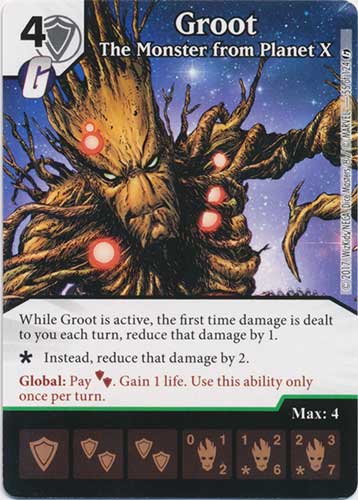 4
Groot
The Monster from Planet X
G
While Groot is active, the first time damage is dealt
to you each turn, reduce that damage by 1.
* Instead, reduce that damage by 2.
Global: Pay . Gain 1 life. Use this ability only
once per turn.
Max: 4
0 1 2
1 * 2 6
2 * 3 7